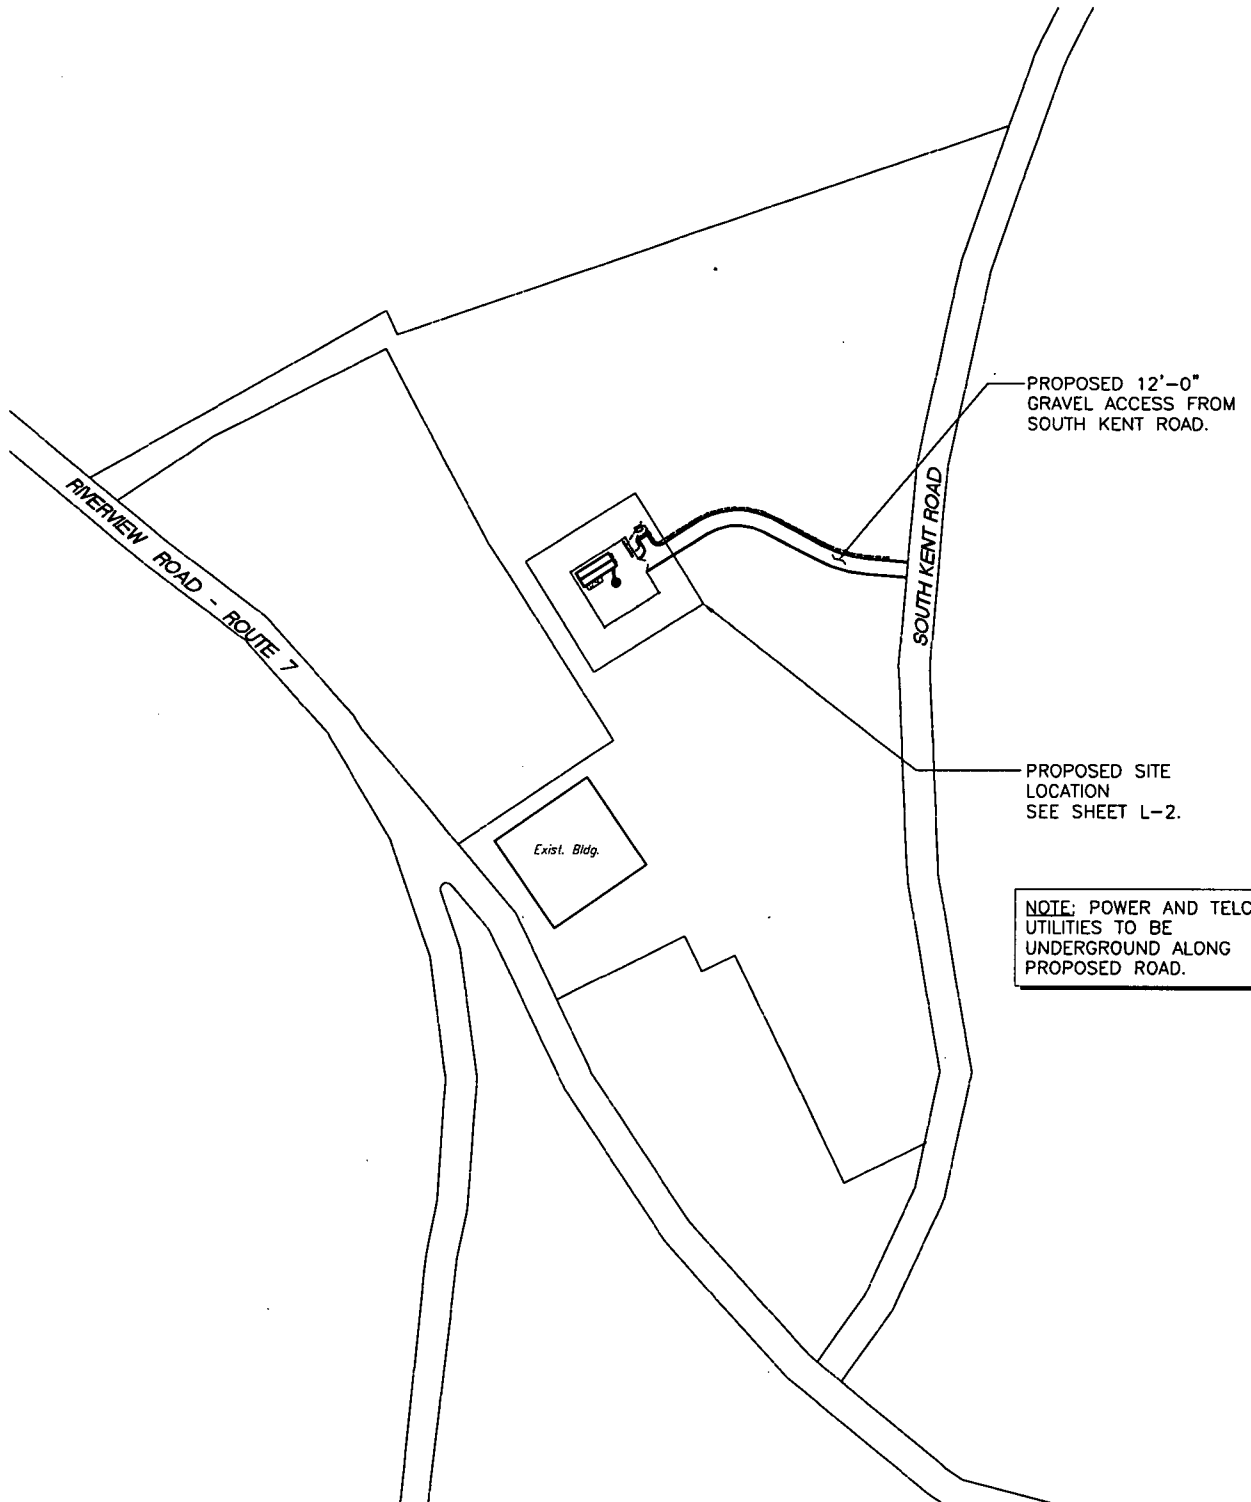 PROPOSED 12'-0"
GRAVEL ACCESS FROM
SOUTH KENT ROAD.
RIVERVIEW ROAD - ROUTE 7
SOUTH KENT ROAD
PROPOSED SITE
LOCATION
SEE SHEET L-2.
Exist. Bldg.
NOTE: POWER AND TELC
UTILITIES TO BE
UNDERGROUND ALONG
PROPOSED ROAD.